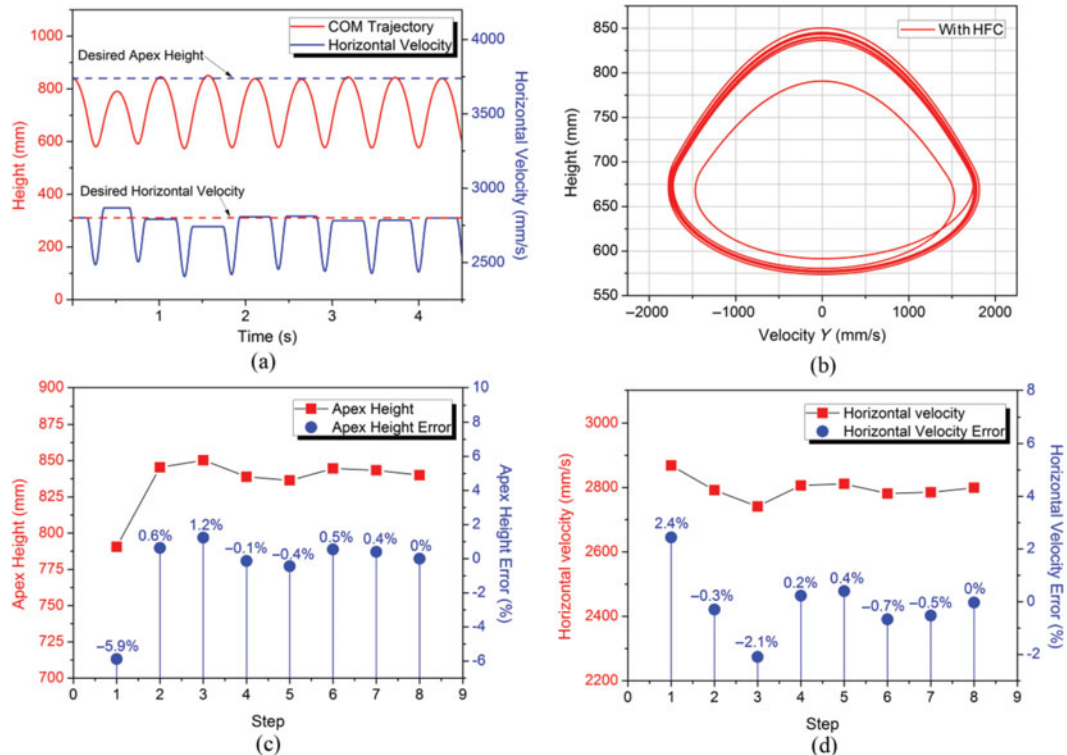 COM Trajectory
Horizontal Velocity
Desired Apex Height
Desired Horizontal Velocity
1000
800
600
400
200
0
Height (mm)
4000
3750
3500
3250
3000
2750
2500
Horizontal Velocity (mm/s)
0 1 2 3 4
Time (s)
(a)
With HFC
850
800
750
700
650
600
550
Height (mm)
−2000 −1000 0 1000 2000
Velocity Y (mm/s)
(b)
Apex Height
Apex Height Error
900
875
850
825
800
775
750
725
700
Apex Height (mm)
10
8
6
4
2
0
-2
-4
-6
Apex Height Error (%)
−5.9%
0.6%
1.2%
−0.1%
−0.4%
0.5%
0.4%
0%
0 1 2 3 4 5 6 7 8 9
Step
(c)
Horizontal velocity
Horizontal Velocity Error
3000
2800
2600
2400
2200
Horizontal velocity (mm/s)
8
6
4
2
0
-2
Horizontal Velocity Error (%)
2.4%
−0.3%
−2.1%
0.2%
0.4%
−0.7%
−0.5%
0%
0 1 2 3 4 5 6 7 8 9
Step
(d)